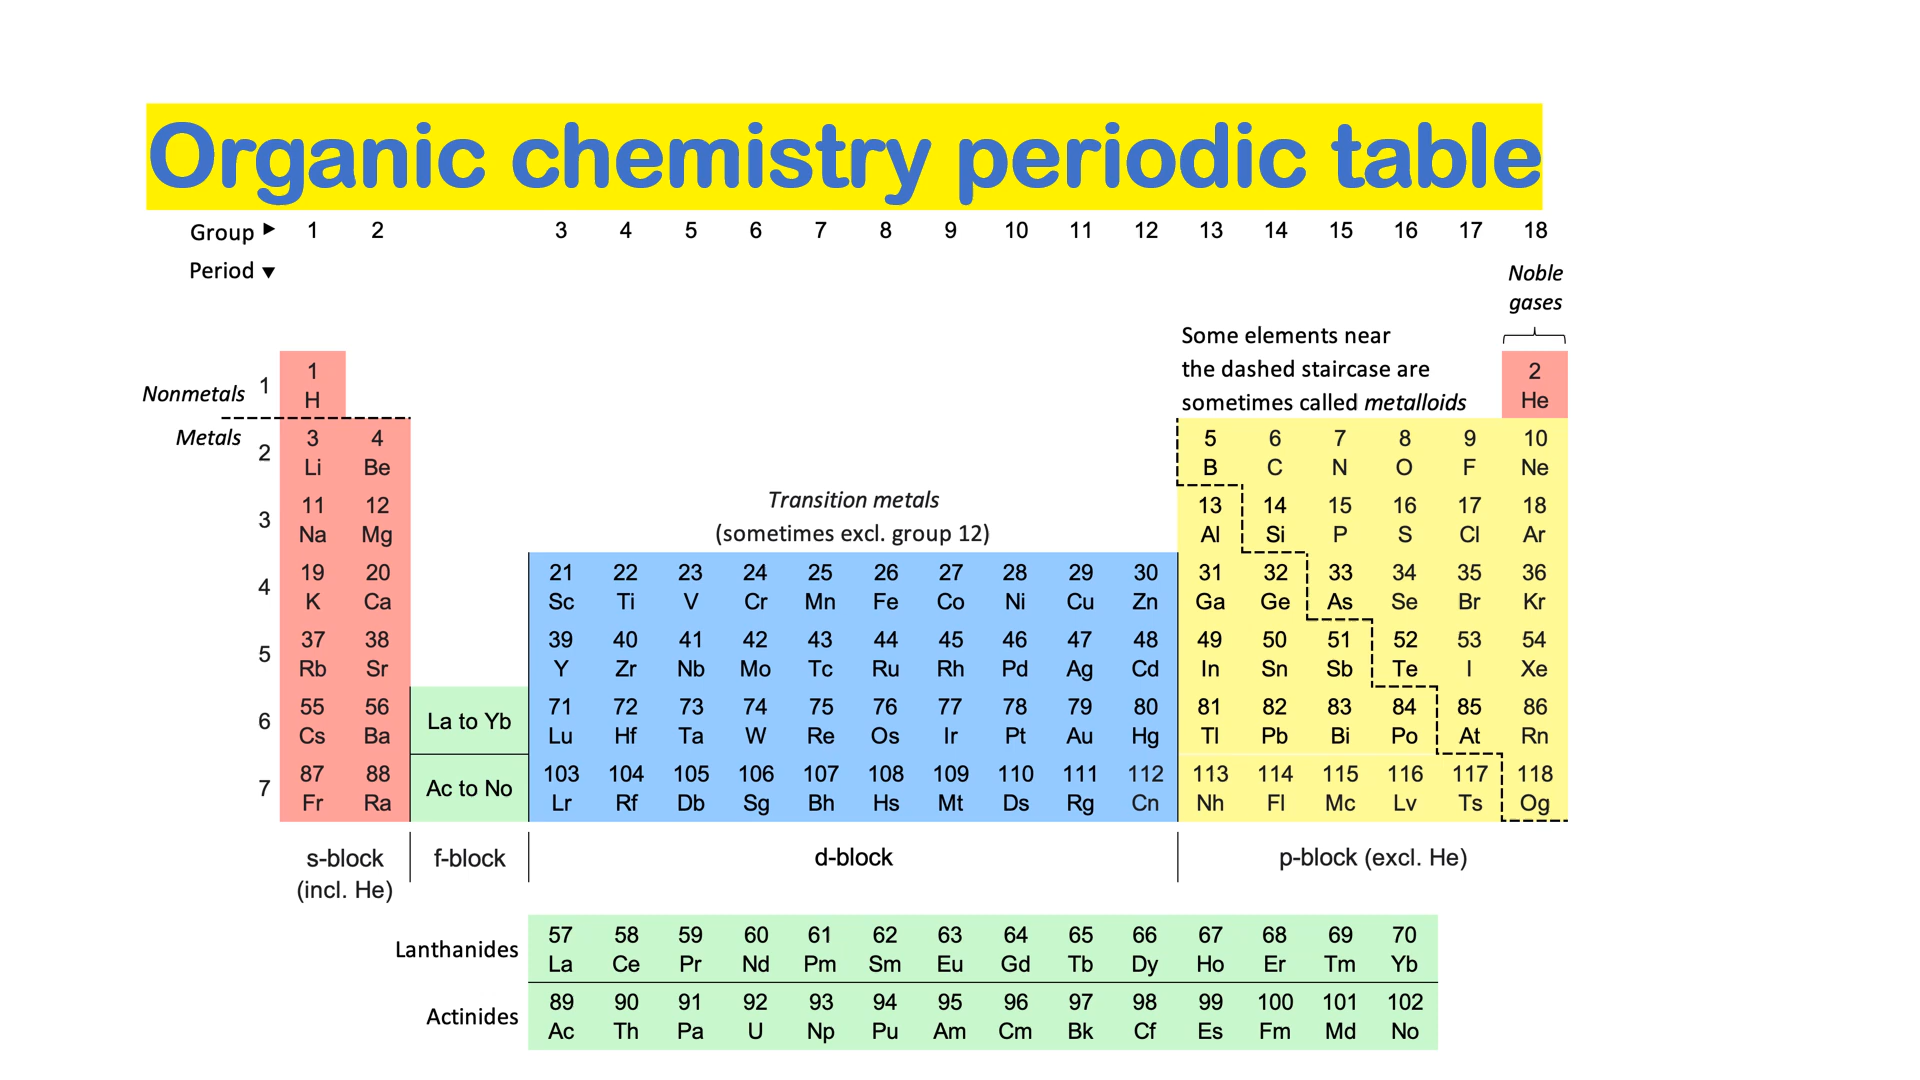 Organic chemistry periodic table
Group ▶ 1 2 3 4 5 6 7 8 9 10 11 12 13 14 15 16 17 18
Period ▼
Noble
gases
Some elements near
the dashed staircase are
sometimes called metalloids
Nonmetals
Metals
Transition metals
(sometimes excl. group 12)
1 1 2
H He
2 3 4 5 6 7 8 9 10
Li Be B C N O F Ne
3 11 12 13 14 15 16 17 18
Na Mg Al Si P S Cl Ar
4 19 20 21 22 23 24 25 26 27 28 29 30 31 32 33 34 35 36
K Ca Sc Ti V Cr Mn Fe Co Ni Cu Zn Ga Ge As Se Br Kr
5 37 38 39 40 41 42 43 44 45 46 47 48 49 50 51 52 53 54
Rb Sr Y Zr Nb Mo Tc Ru Rh Pd Ag Cd In Sn Sb Te I Xe
6 55 56 La to Yb 71 72 73 74 75 76 77 78 79 80 81 82 83 84 85 86
Cs Ba Lu Hf Ta W Re Os Ir Pt Au Hg Tl Pb Bi Po At Rn
7 87 88 Ac to No 103 104 105 106 107 108 109 110 111 112 113 114 115 116 117 118
Fr Ra Lr Rf Db Sg Bh Hs Mt Ds Rg Cn Nh Fl Mc Lv Ts Og
s-block f-block d-block p-block (excl. He)
(incl. He)
Lanthanides 57 58 59 60 61 62 63 64 65 66 67 68 69 70
La Ce Pr Nd Pm Sm Eu Gd Tb Dy Ho Er Tm Yb
Actinides 89 90 91 92 93 94 95 96 97 98 99 100 101 102
Ac Th Pa U Np Pu Am Cm Bk Cf Es Fm Md No